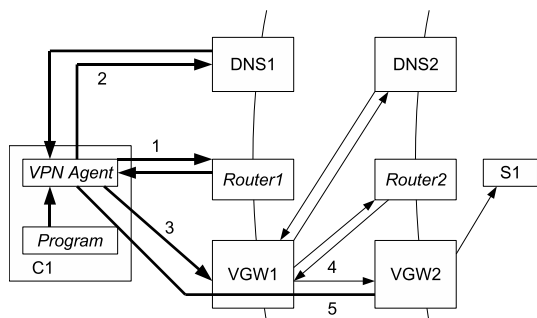 DNS1
DNS2
2
1
VPN Agent
Router1
Router2
S1
3
Program
C1
VGW1
4
VGW2
5